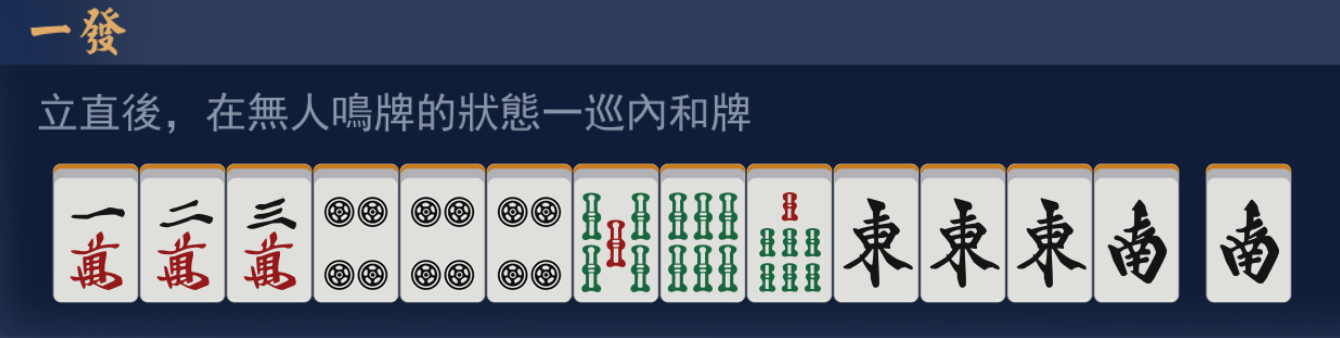 一發
立直後，在無人鳴牌的狀態一巡內和牌
一萬 二萬 三萬 東 東 東 南 南